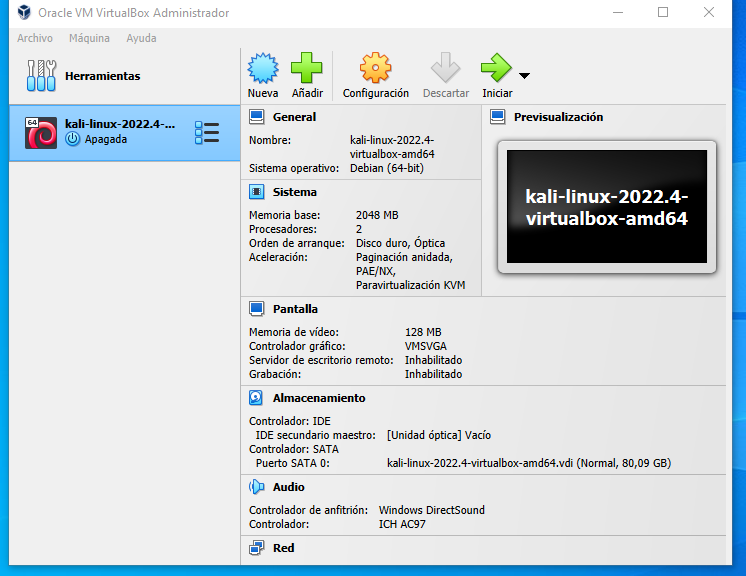 Oracle VM VirtualBox Administrador
Archivo Máquina Ayuda
Herramientas
64
kali-linux-2022.4-...
Apagada
Nueva Añadir Configuración Descartar Iniciar
General
Nombre: kali-linux-2022.4-
virtualbox-amd64
Sistema operativo: Debian (64-bit)
Sistema
Memoria base: 2048 MB
Procesadores: 2
Orden de arranque: Disco duro, Óptica
Aceleración: Paginación anidada,
PAE/NX,
Paravirtualización KVM
Previsualización
kali-linux-2022.4-
virtualbox-amd64
Pantalla
Memoria de vídeo: 128 MB
Controlador gráfico: VMSVGA
Servidor de escritorio remoto: Inhabilitado
Grabación: Inhabilitado
Almacenamiento
Controlador: IDE
IDE secundario maestro: [Unidad óptica] Vacío
Controlador: SATA
Puerto SATA 0: kali-linux-2022.4-virtualbox-amd64.vdi (Normal, 80,09 GB)
Audio
Controlador de anfitrión: Windows DirectSound
Controlador: ICH AC97
Red